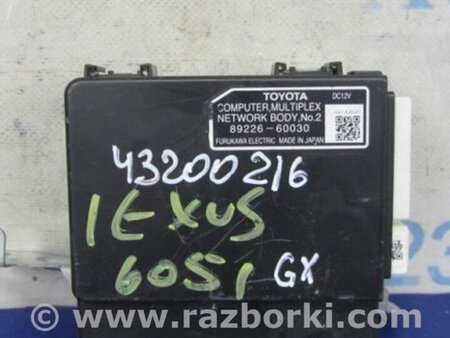 TOYOTA DC12V
COMPUTER,MULTIPLEX
NETWORK BODY,No.2
89226-60030
FURUKAWA ELECTRIC MADE IN JAPAN
43200216
lEXUS
605, GX
www.razborki.com